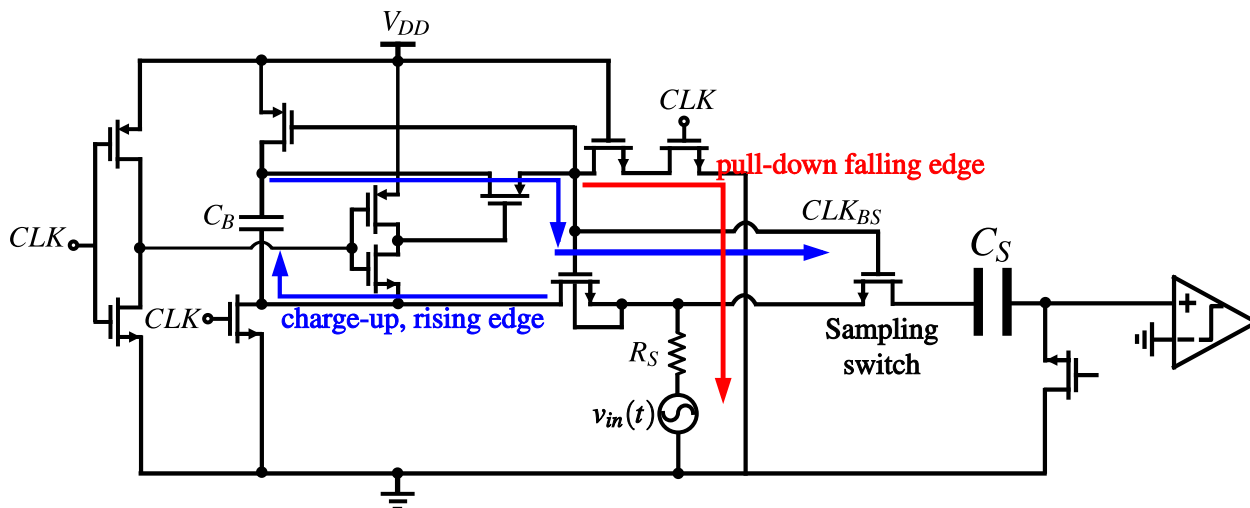 V_DD
CLK
pull-down falling edge
C_B
CLK_BS
CLK
C_S
CLK
charge-up, rising edge
Sampling
switch
R_S
v_in(t)
+
−